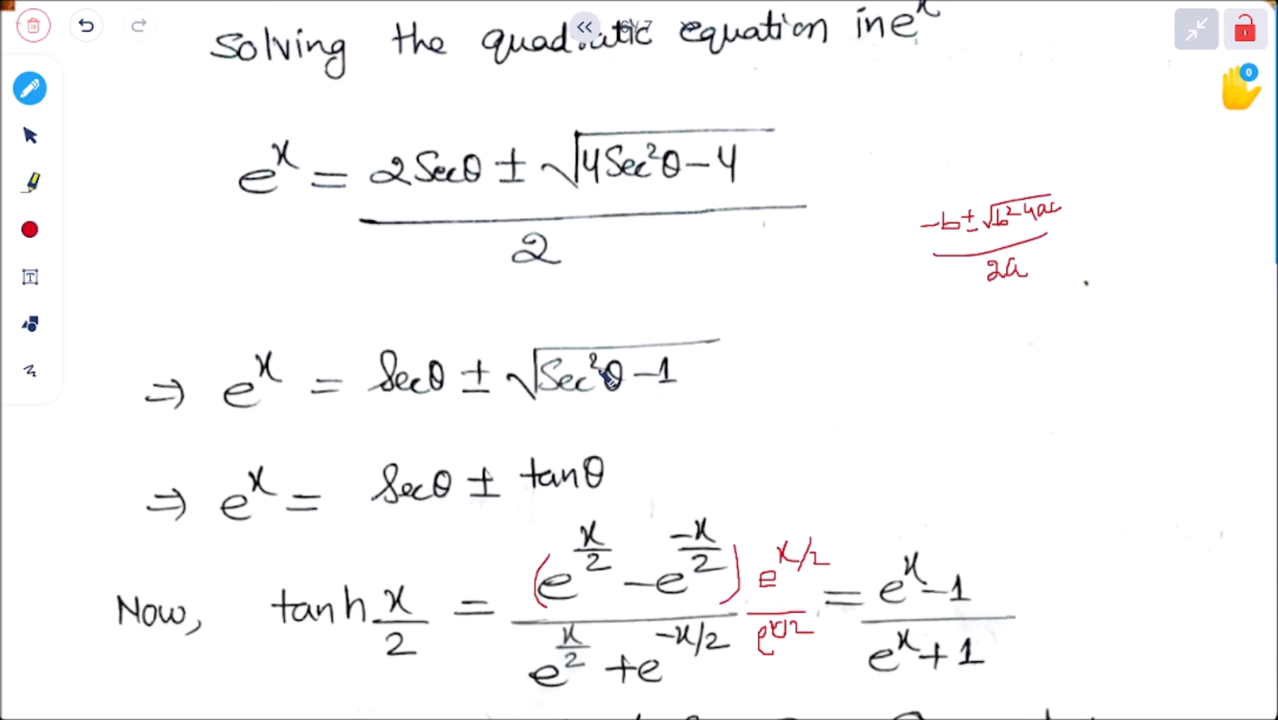 Solving the quadratic equation in e^x
e^x = (2Secθ ± √(4Sec²θ – 4)) / 2
(–b ± √(b² – 4ac)) / 2a
⇒ e^x = Secθ ± √(Sec²θ – 1)
⇒ e^x = Secθ ± tanθ
Now, tanh x/2 = ((e^(x/2) – e^(–x/2)) / (e^(x/2) + e^(–x/2))) (e^(x/2) / e^(x/2)) = (e^x – 1) / (e^x + 1)